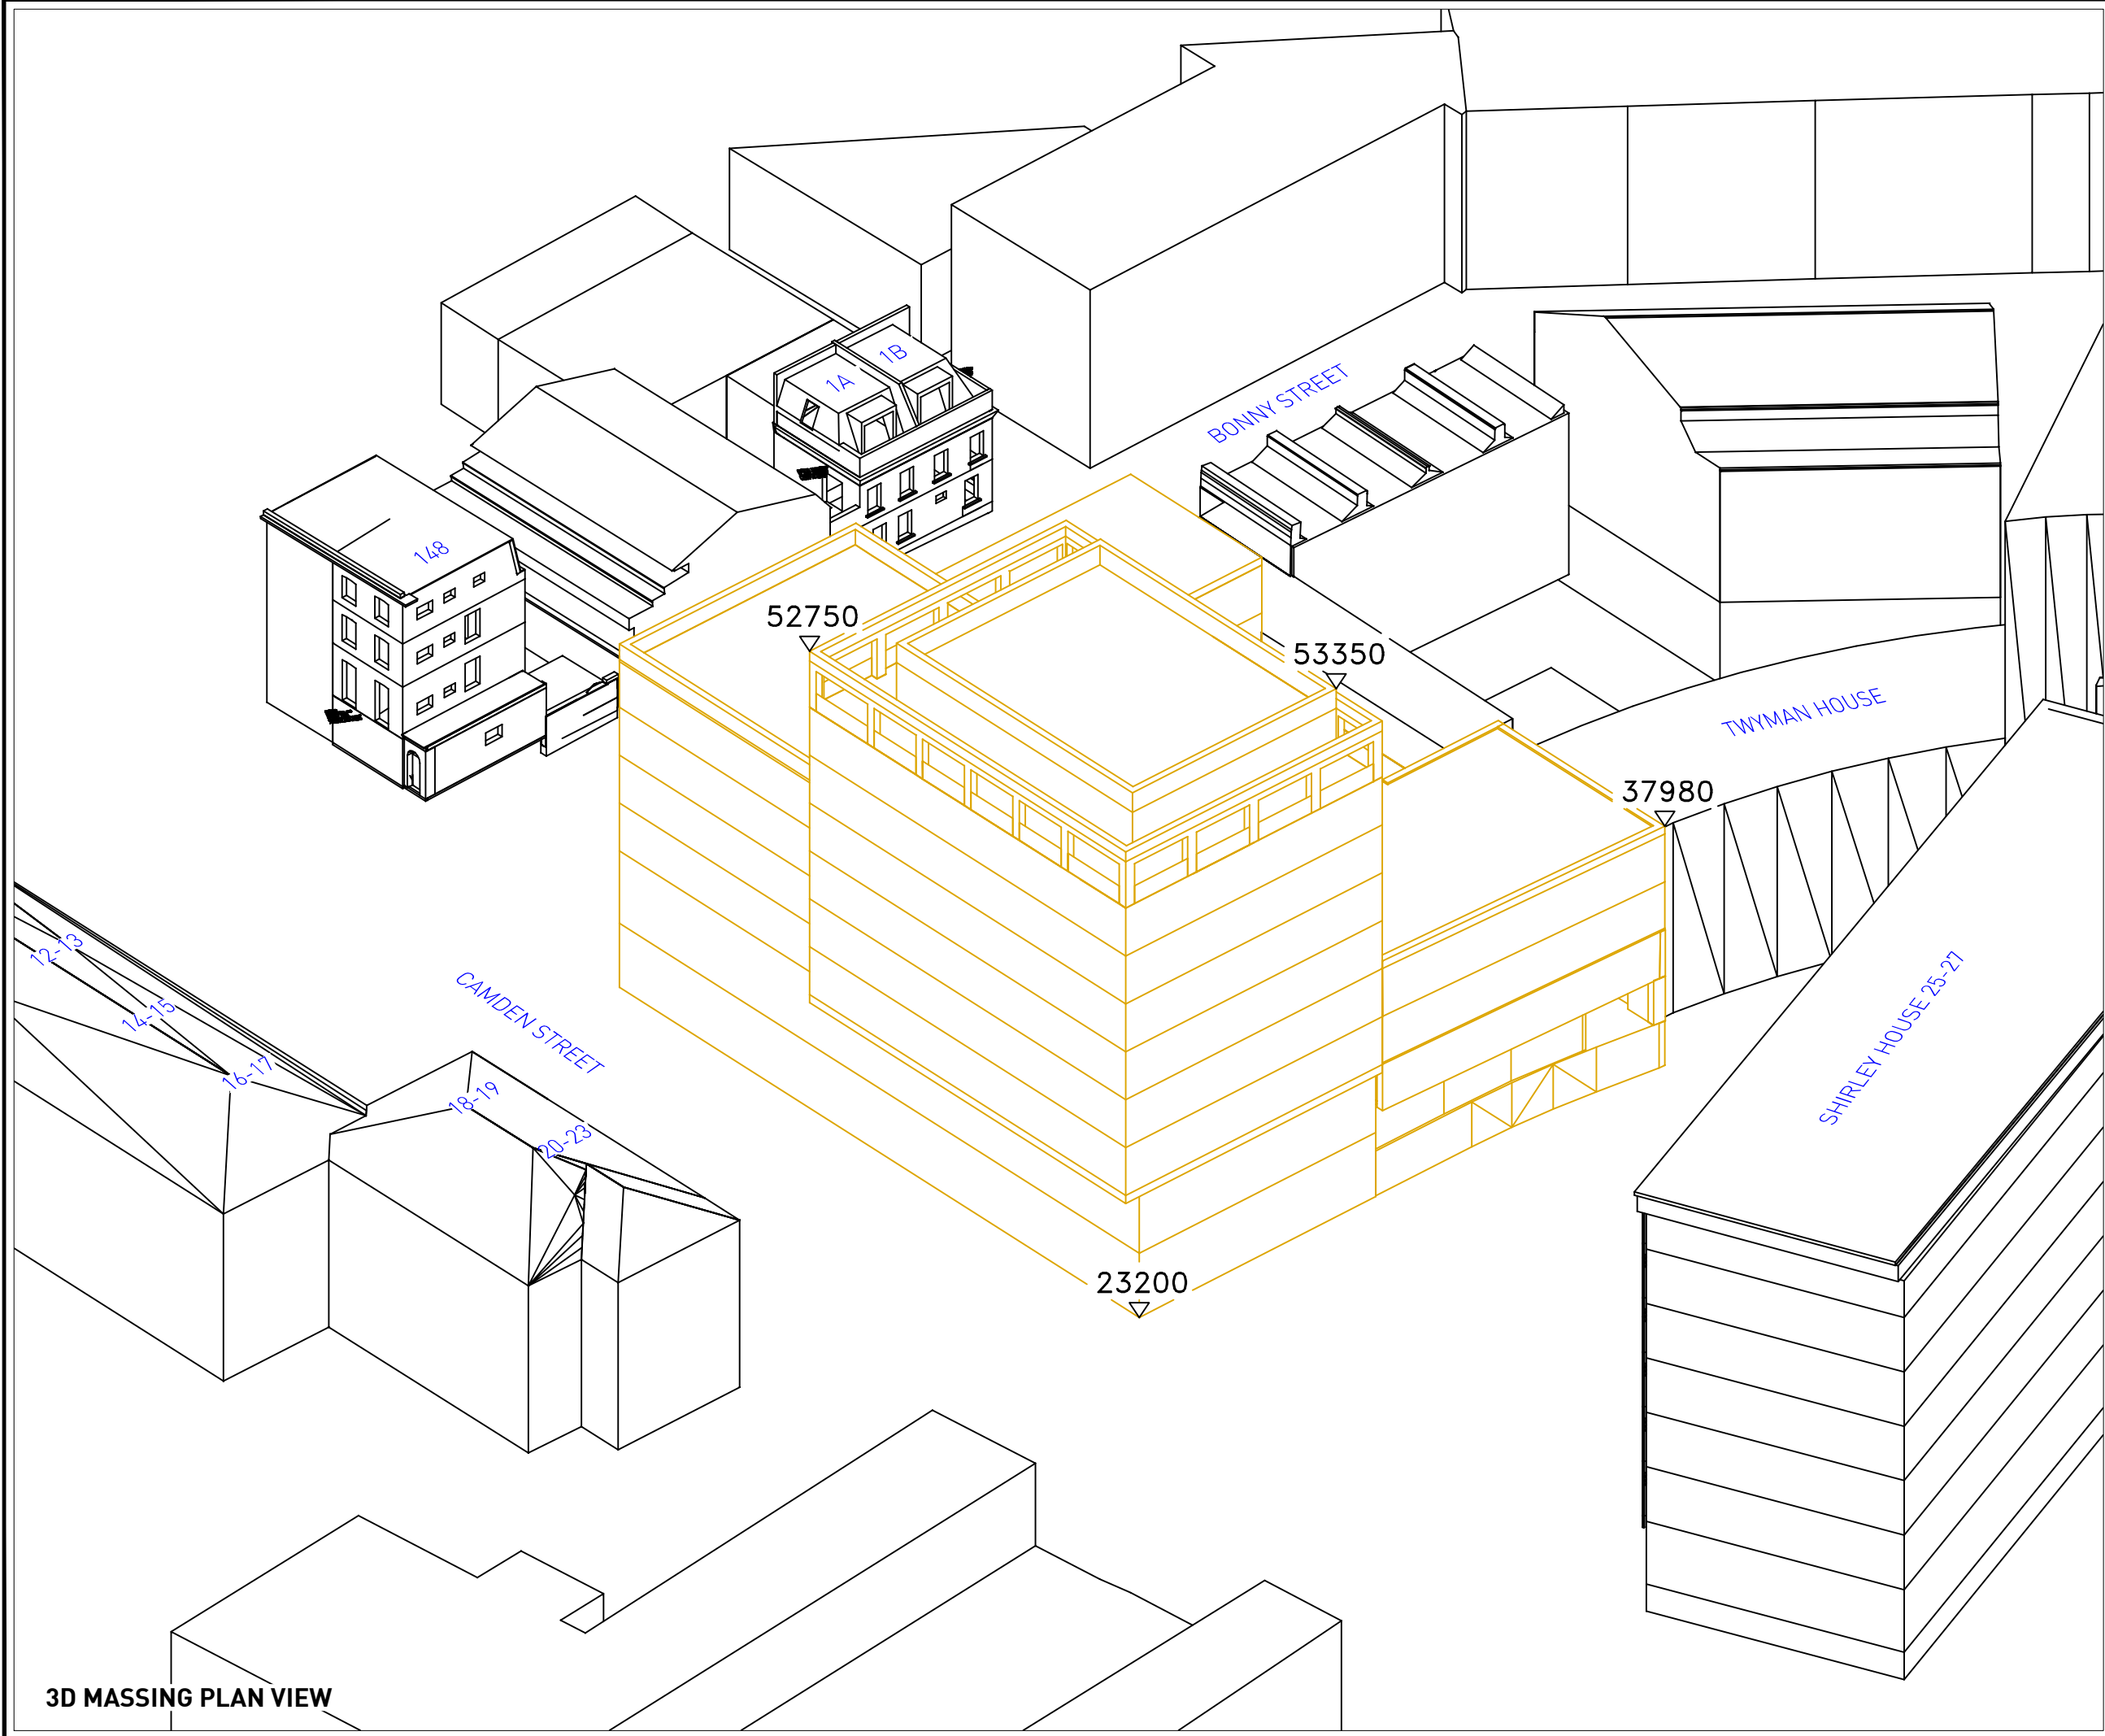 1B
1A
BONNY STREET
148
52750
53350
TWYMAN HOUSE
37980
12-13
14-15
16-17
CAMDEN STREET
18-19
20-23
SHIRLEY HOUSE 25-27
23200
3D MASSING PLAN VIEW